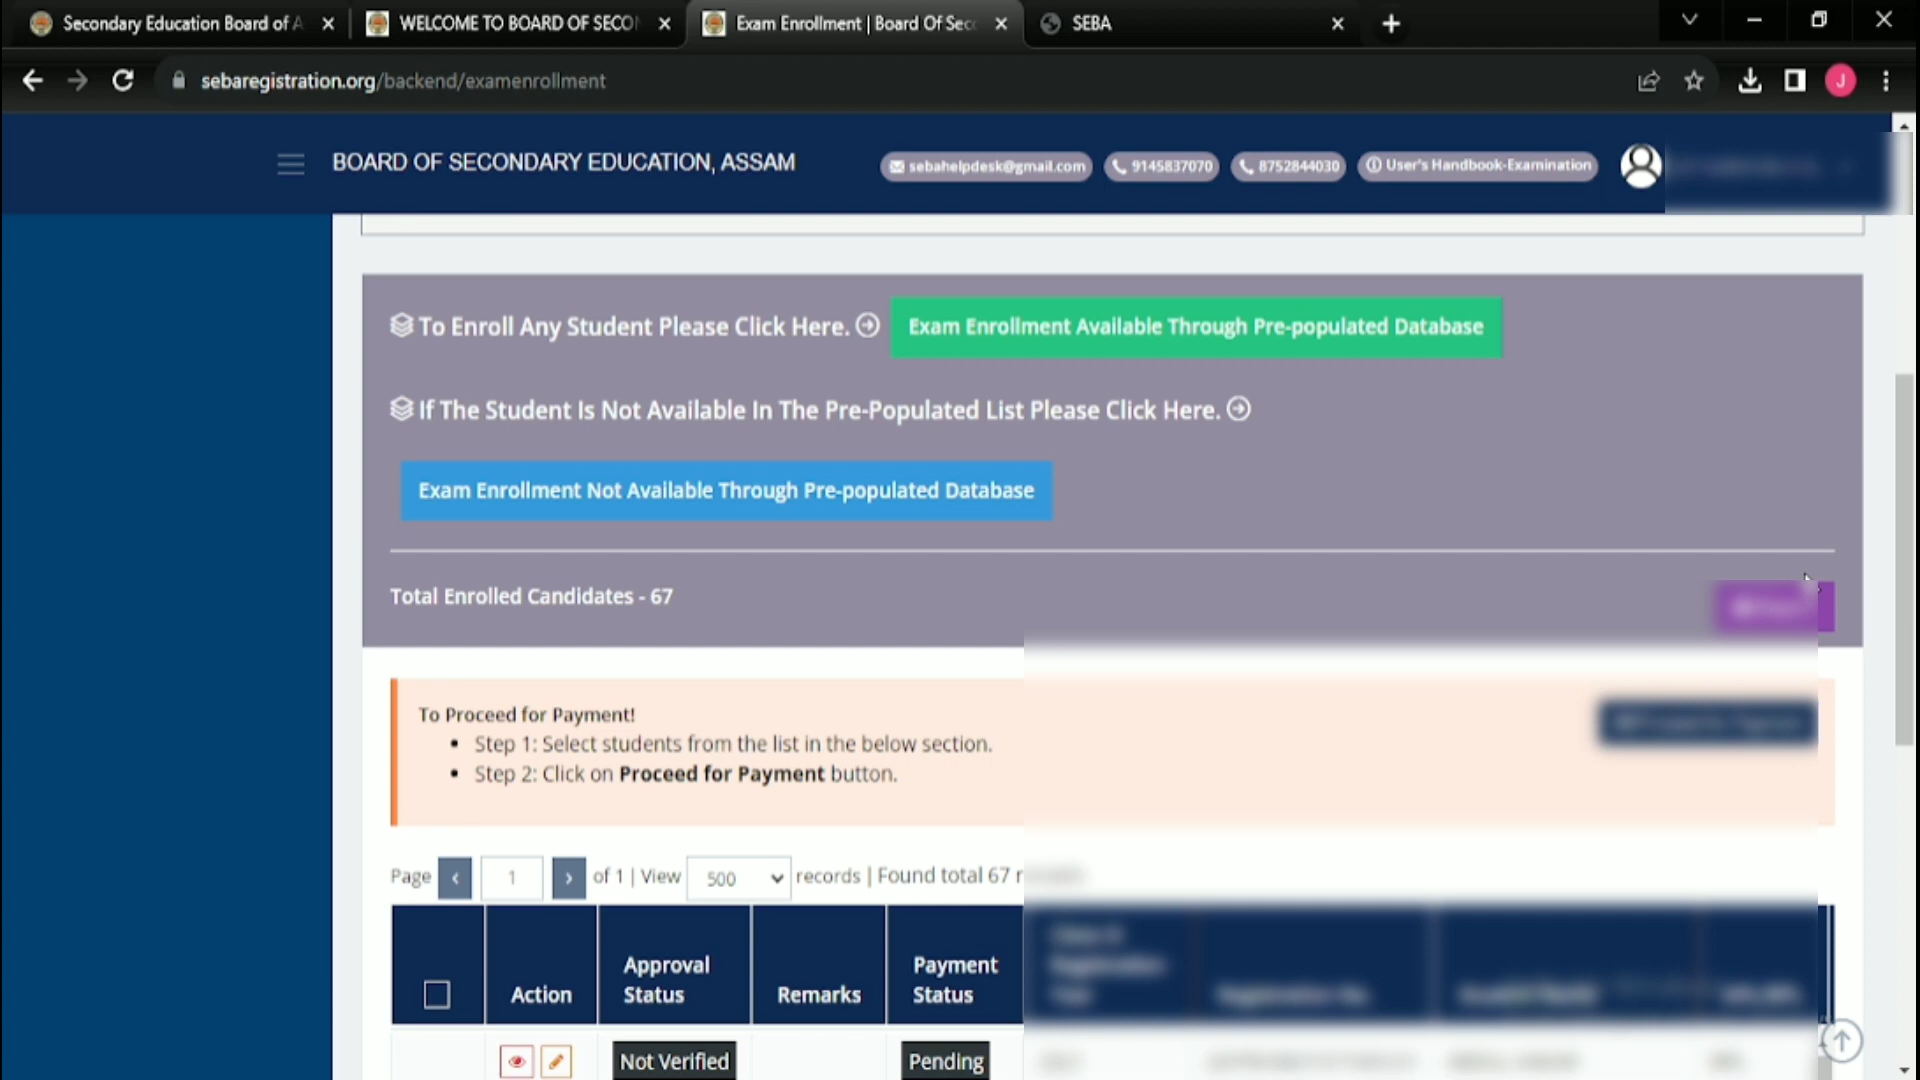 Secondary Education Board of A
WELCOME TO BOARD OF SECO
Exam Enrollment | Board Of Sec
SEBA
sebaregistration.org/backend/examenrollment
J
BOARD OF SECONDARY EDUCATION, ASSAM
sebahelpdesk@gmail.com
9145837070
8752844030
User's Handbook-Examination
To Enroll Any Student Please Click Here.
Exam Enrollment Available Through Pre-populated Database
If The Student Is Not Available In The Pre-Populated List Please Click Here.
Exam Enrollment Not Available Through Pre-populated Database
Total Enrolled Candidates - 67
To Proceed for Payment!
Step 1: Select students from the list in the below section.
Step 2: Click on Proceed for Payment button.
Page 1 of 1 | View 500 records | Found total 67 r
Action
Approval Status
Remarks
Payment Status
Not Verified
Pending